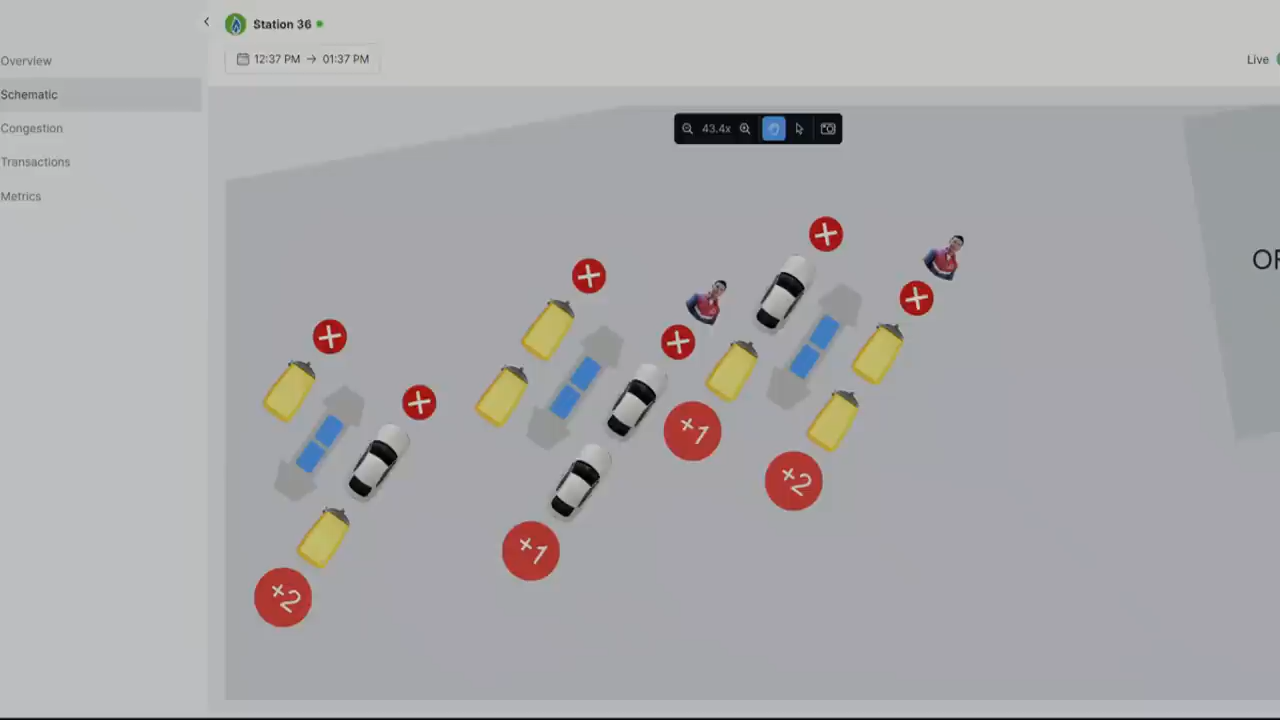 Station 36
12:37 PM → 01:37 PM
Live
Overview
Schematic
Congestion
Transactions
Metrics
43.4x
+1
+2
+1
+2